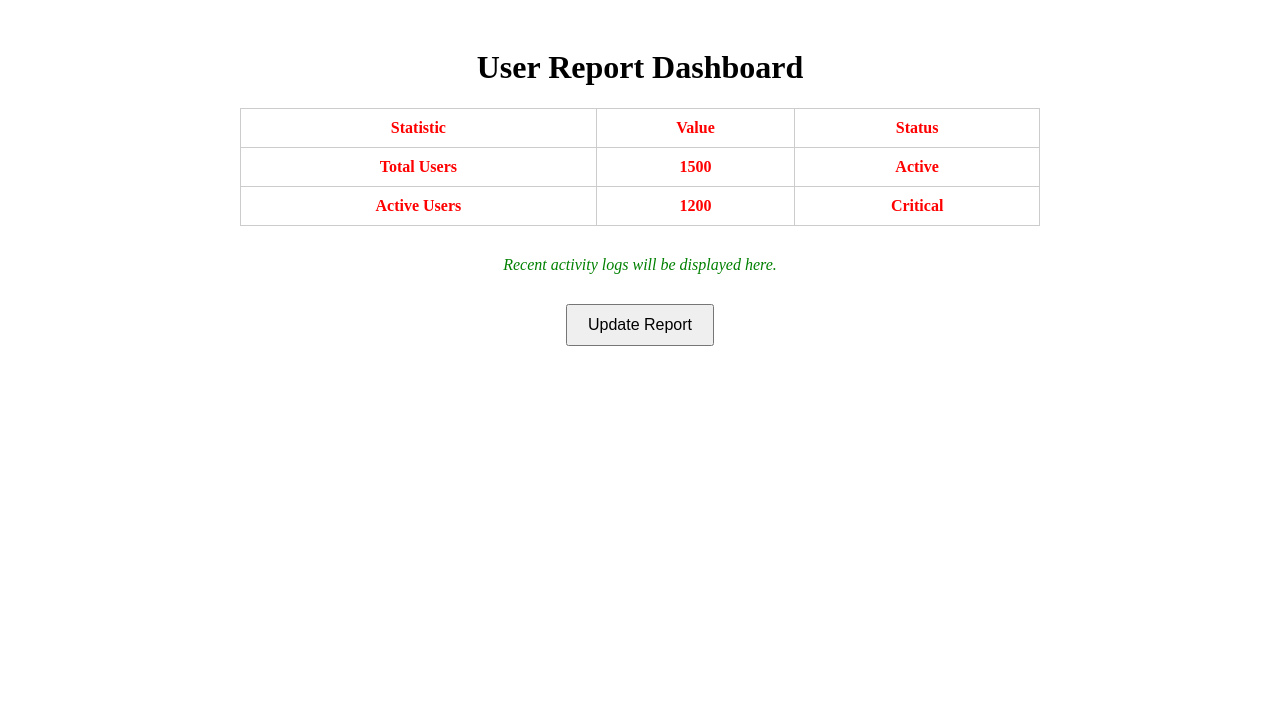 User Report Dashboard
Statistic Value Status
Total Users 1500 Active
Active Users 1200 Critical
Recent activity logs will be displayed here.
Update Report